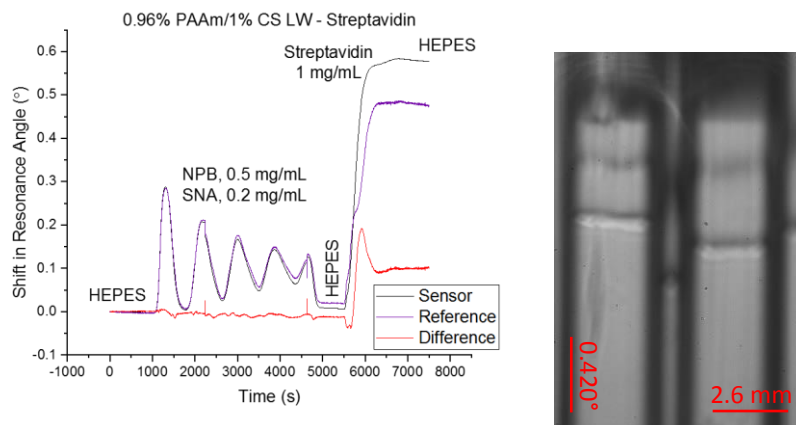 0.96% PAAm/1% CS LW - Streptavidin
Shift in Resonance Angle (°)
0.6
0.5
0.4
0.3
0.2
0.1
0.0
-0.1
HEPES
NPB, 0.5 mg/mL
SNA, 0.2 mg/mL
HEPES
Streptavidin
1 mg/mL
HEPES
Sensor
Reference
Difference
-1000 0 1000 2000 3000 4000 5000 6000 7000 8000
Time (s)
0.420°
2.6 mm